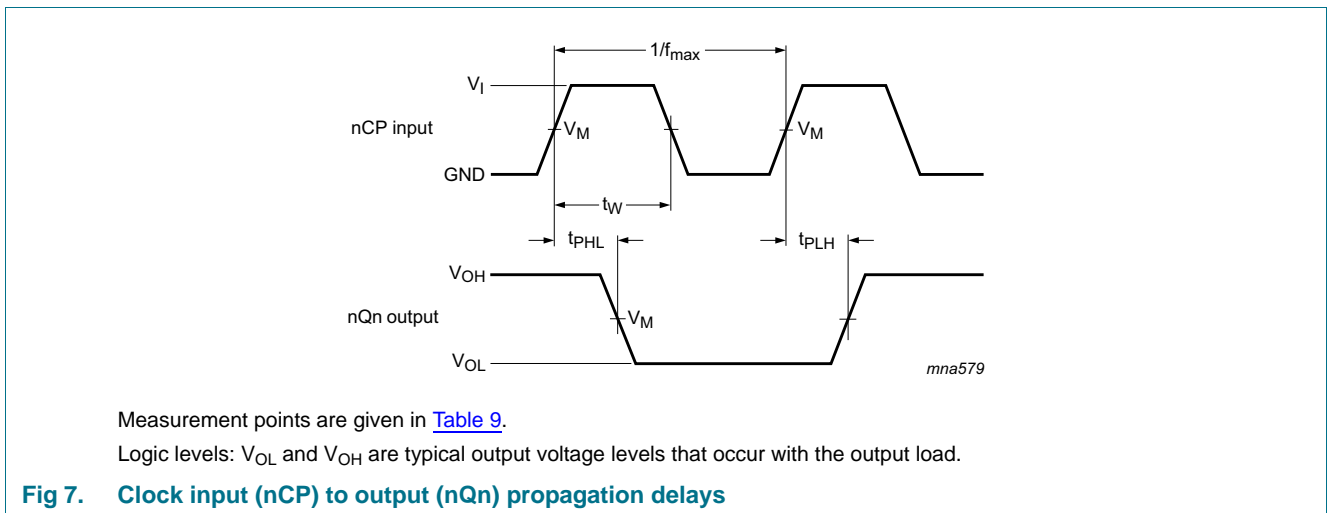 1/fmax
VI
nCP input
VM
VM
GND
tW
tPHL
tPLH
VOH
nQn output
VM
VOL
mna579
Measurement points are given in Table 9.
Logic levels: VOL and VOH are typical output voltage levels that occur with the output load.
Fig 7. Clock input (nCP) to output (nQn) propagation delays